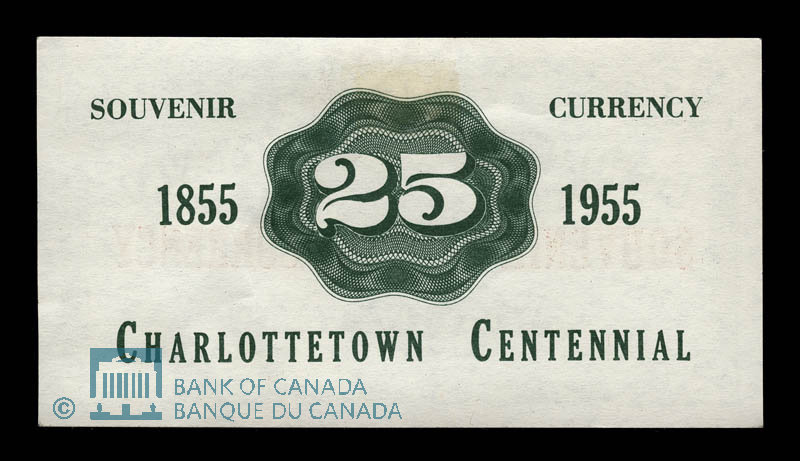 SOUVENIR CURRENCY
1855 25 1955
CHARLOTTETOWN CENTENNIAL
© BANK OF CANADA
BANQUE DU CANADA